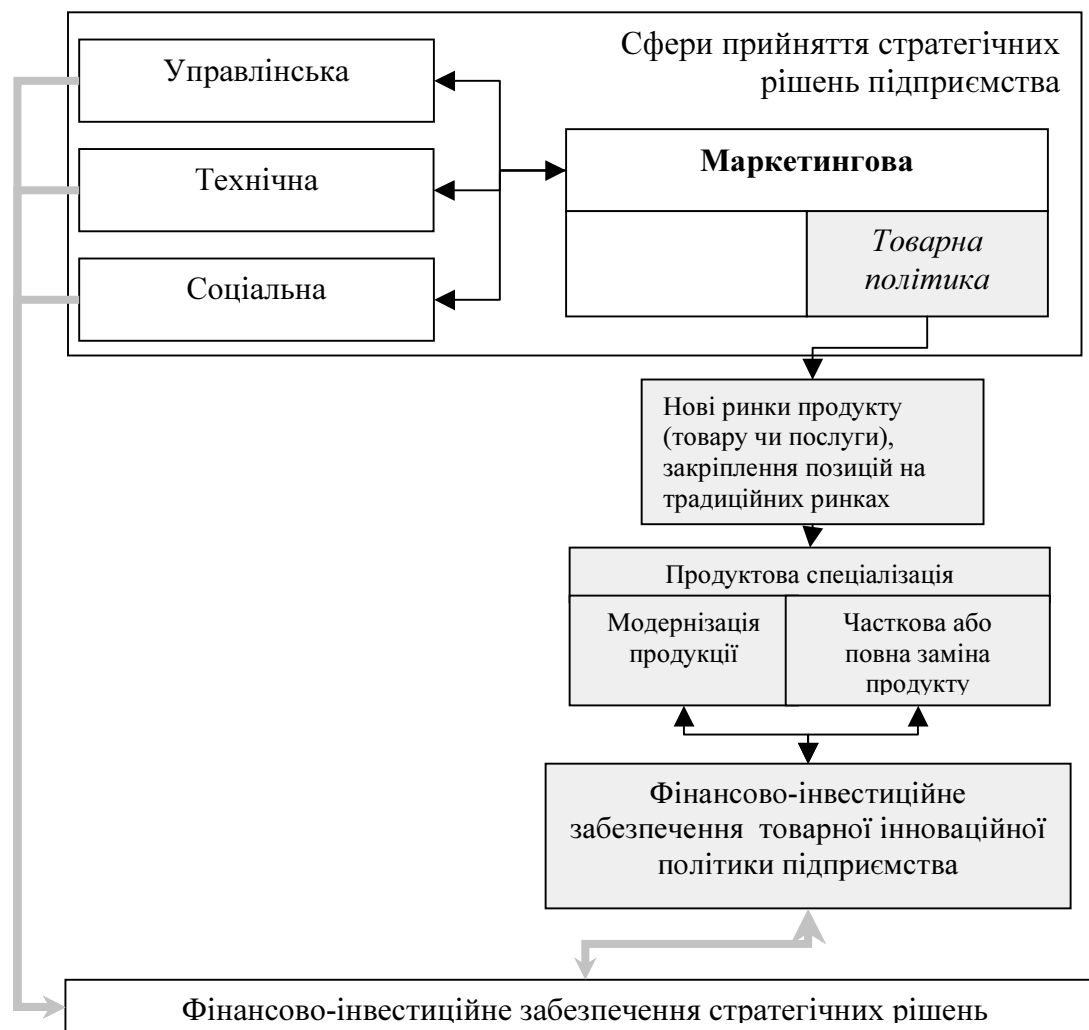 Сфери прийняття стратегічних
рішень підприємства
Управлінська
Технічна
Соціальна
Маркетингова
Товарна
політика
Нові ринки продукту
(товару чи послуги),
закріплення позицій на
традиційних ринках
Продуктова спеціалізація
Модернізація
продукції
Часткова або
повна заміна
продукту
Фінансово-інвестиційне
забезпечення товарної інноваційної
політики підприємства
Фінансово-інвестиційне забезпечення стратегічних рішень